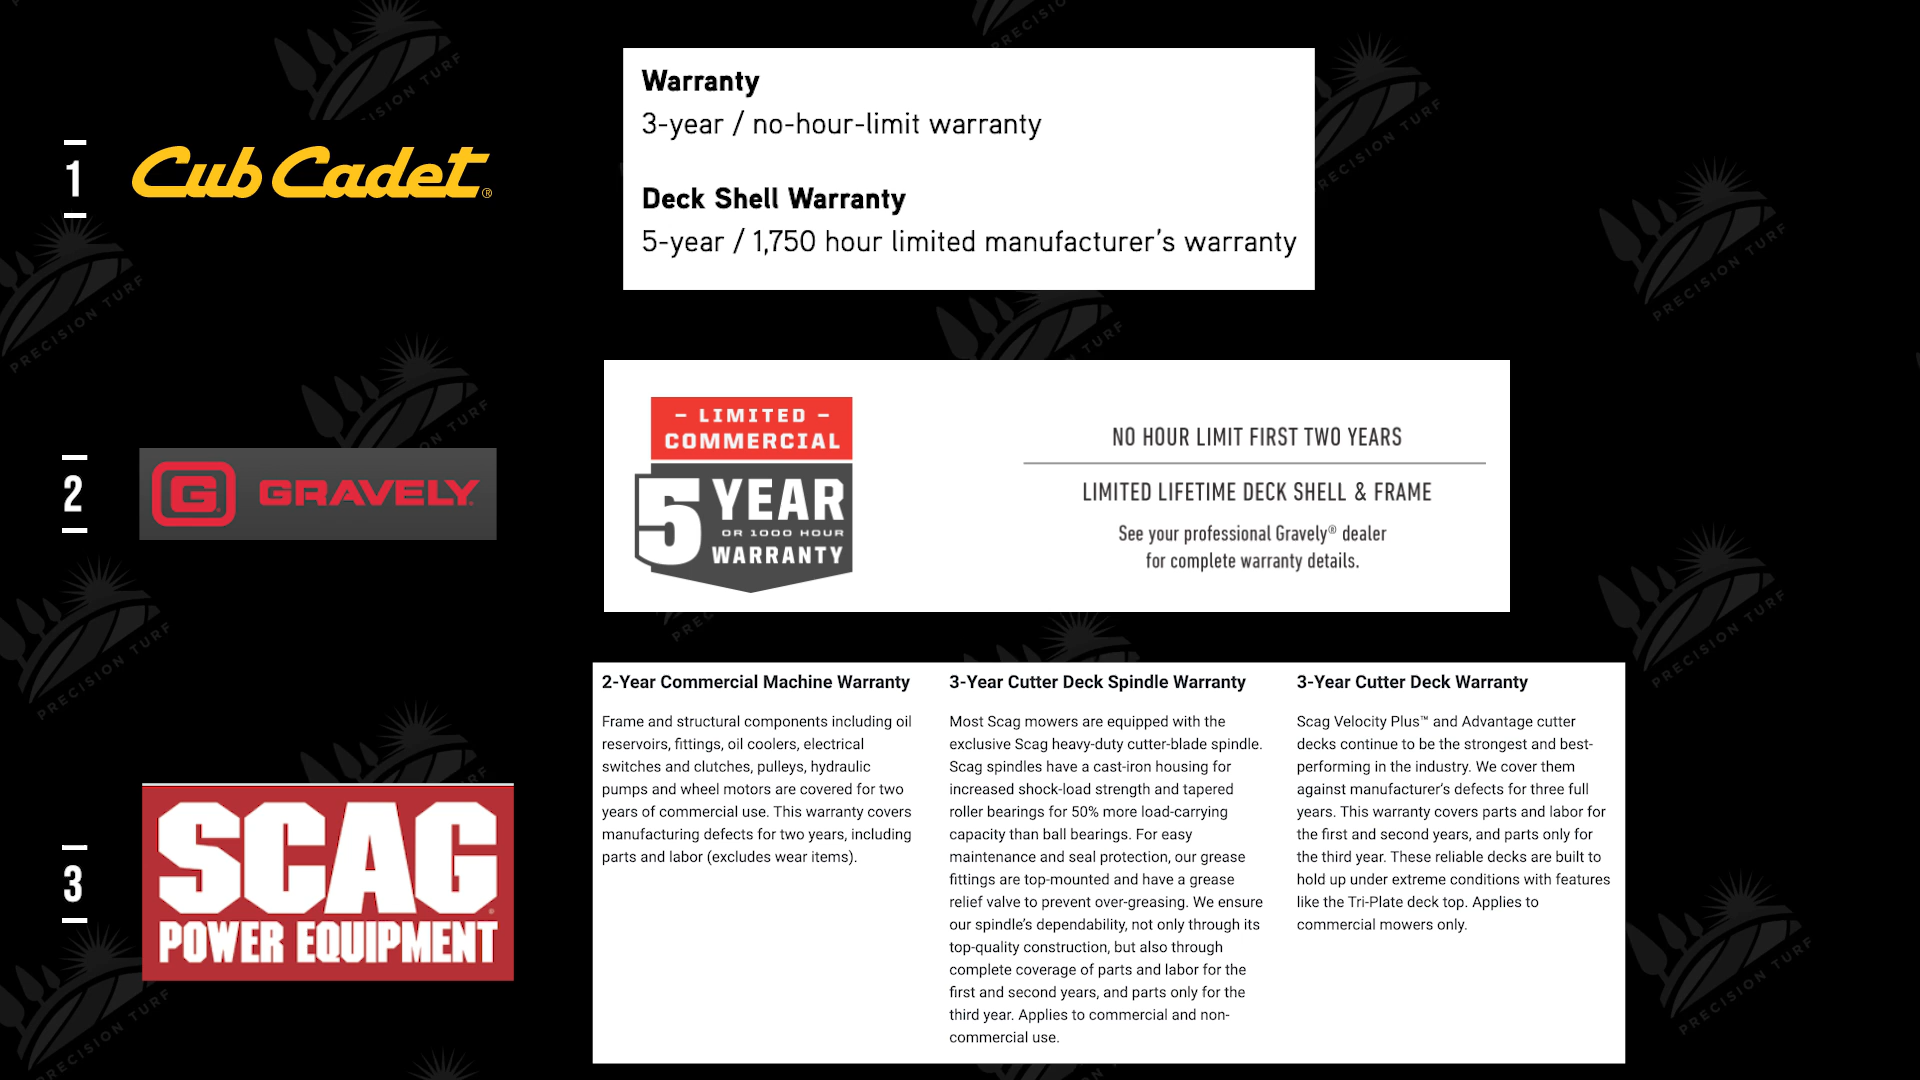 PRECISION TURF
1
Cub Cadet®
Warranty
3-year / no-hour-limit warranty
Deck Shell Warranty
5-year / 1,750 hour limited manufacturer's warranty
2
G GRAVELY
- LIMITED -
COMMERCIAL
5 YEAR
OR 1000 HOUR
WARRANTY
NO HOUR LIMIT FIRST TWO YEARS
LIMITED LIFETIME DECK SHELL & FRAME
See your professional Gravely® dealer
for complete warranty details.
3
SCAG
POWER EQUIPMENT
2-Year Commercial Machine Warranty
Frame and structural components including oil
reservoirs, fittings, oil coolers, electrical
switches and clutches, pulleys, hydraulic
pumps and wheel motors are covered for two
years of commercial use. This warranty covers
manufacturing defects for two years, including
parts and labor (excludes wear items).
3-Year Cutter Deck Spindle Warranty
Most Scag mowers are equipped with the
exclusive Scag heavy-duty cutter-blade spindle.
Scag spindles have a cast-iron housing for
increased shock-load strength and tapered
roller bearings for 50% more load-carrying
capacity than ball bearings. For easy
maintenance and seal protection, our grease
fittings are top-mounted and have a grease
relief valve to prevent over-greasing. We ensure
our spindle's dependability, not only through its
top-quality construction, but also through
complete coverage of parts and labor for the
first and second years, and parts only for the
third year. Applies to commercial and non-
commercial use.
3-Year Cutter Deck Warranty
Scag Velocity Plus™ and Advantage cutter
decks continue to be the strongest and best-
performing in the industry. We cover them
against manufacturer's defects for three full
years. This warranty covers parts and labor for
the first and second years, and parts only for
the third year. These reliable decks are built to
hold up under extreme conditions with features
like the Tri-Plate deck top. Applies to
commercial mowers only.